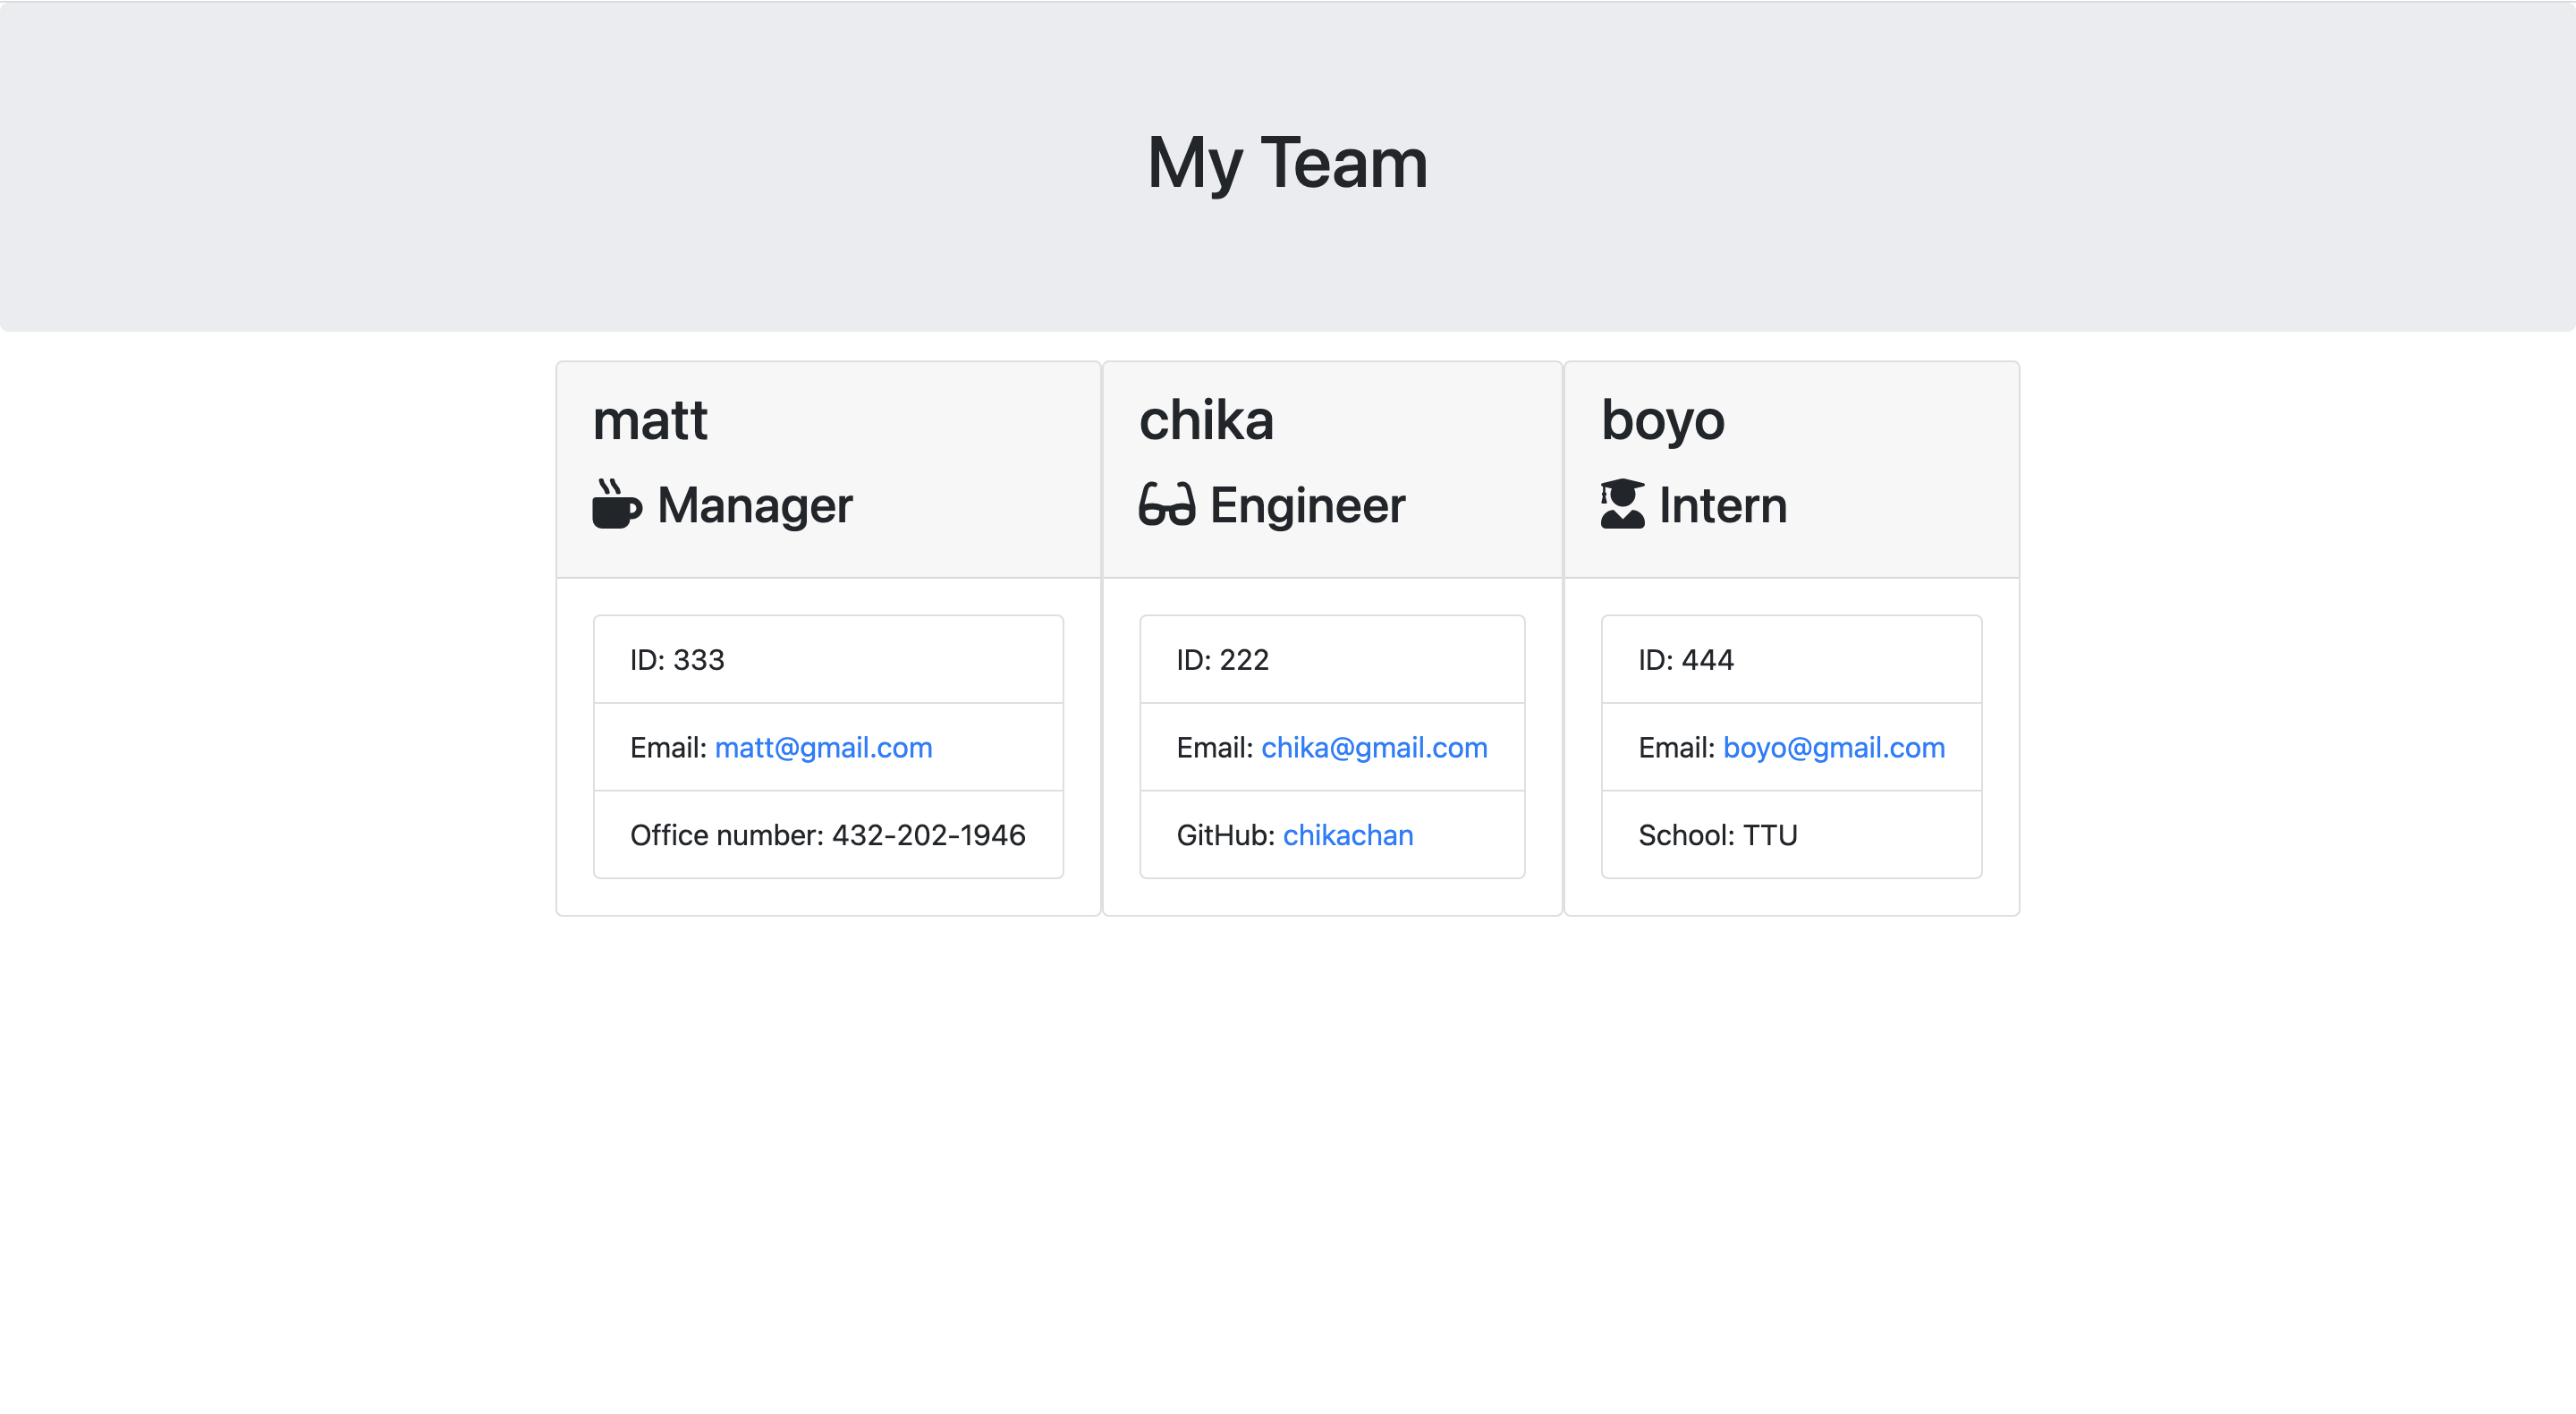 My Team
matt
Manager
ID: 333
Email: matt@gmail.com
Office number: 432-202-1946
chika
Engineer
ID: 222
Email: chika@gmail.com
GitHub: chikachan
boyo
Intern
ID: 444
Email: boyo@gmail.com
School: TTU